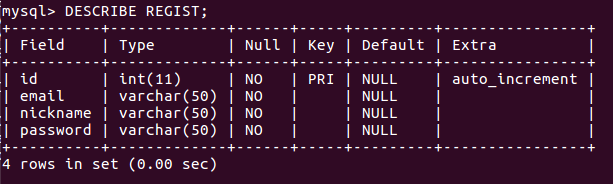 mysql> DESCRIBE REGIST;
+----------+-------------+------+-----+---------+----------------+
| Field    | Type        | Null | Key | Default | Extra          |
+----------+-------------+------+-----+---------+----------------+
| id       | int(11)     | NO   | PRI | NULL    | auto_increment |
| email    | varchar(50) | NO   |     | NULL    |                |
| nickname | varchar(50) | NO   |     | NULL    |                |
| password | varchar(50) | NO   |     | NULL    |                |
+----------+-------------+------+-----+---------+----------------+
4 rows in set (0.00 sec)